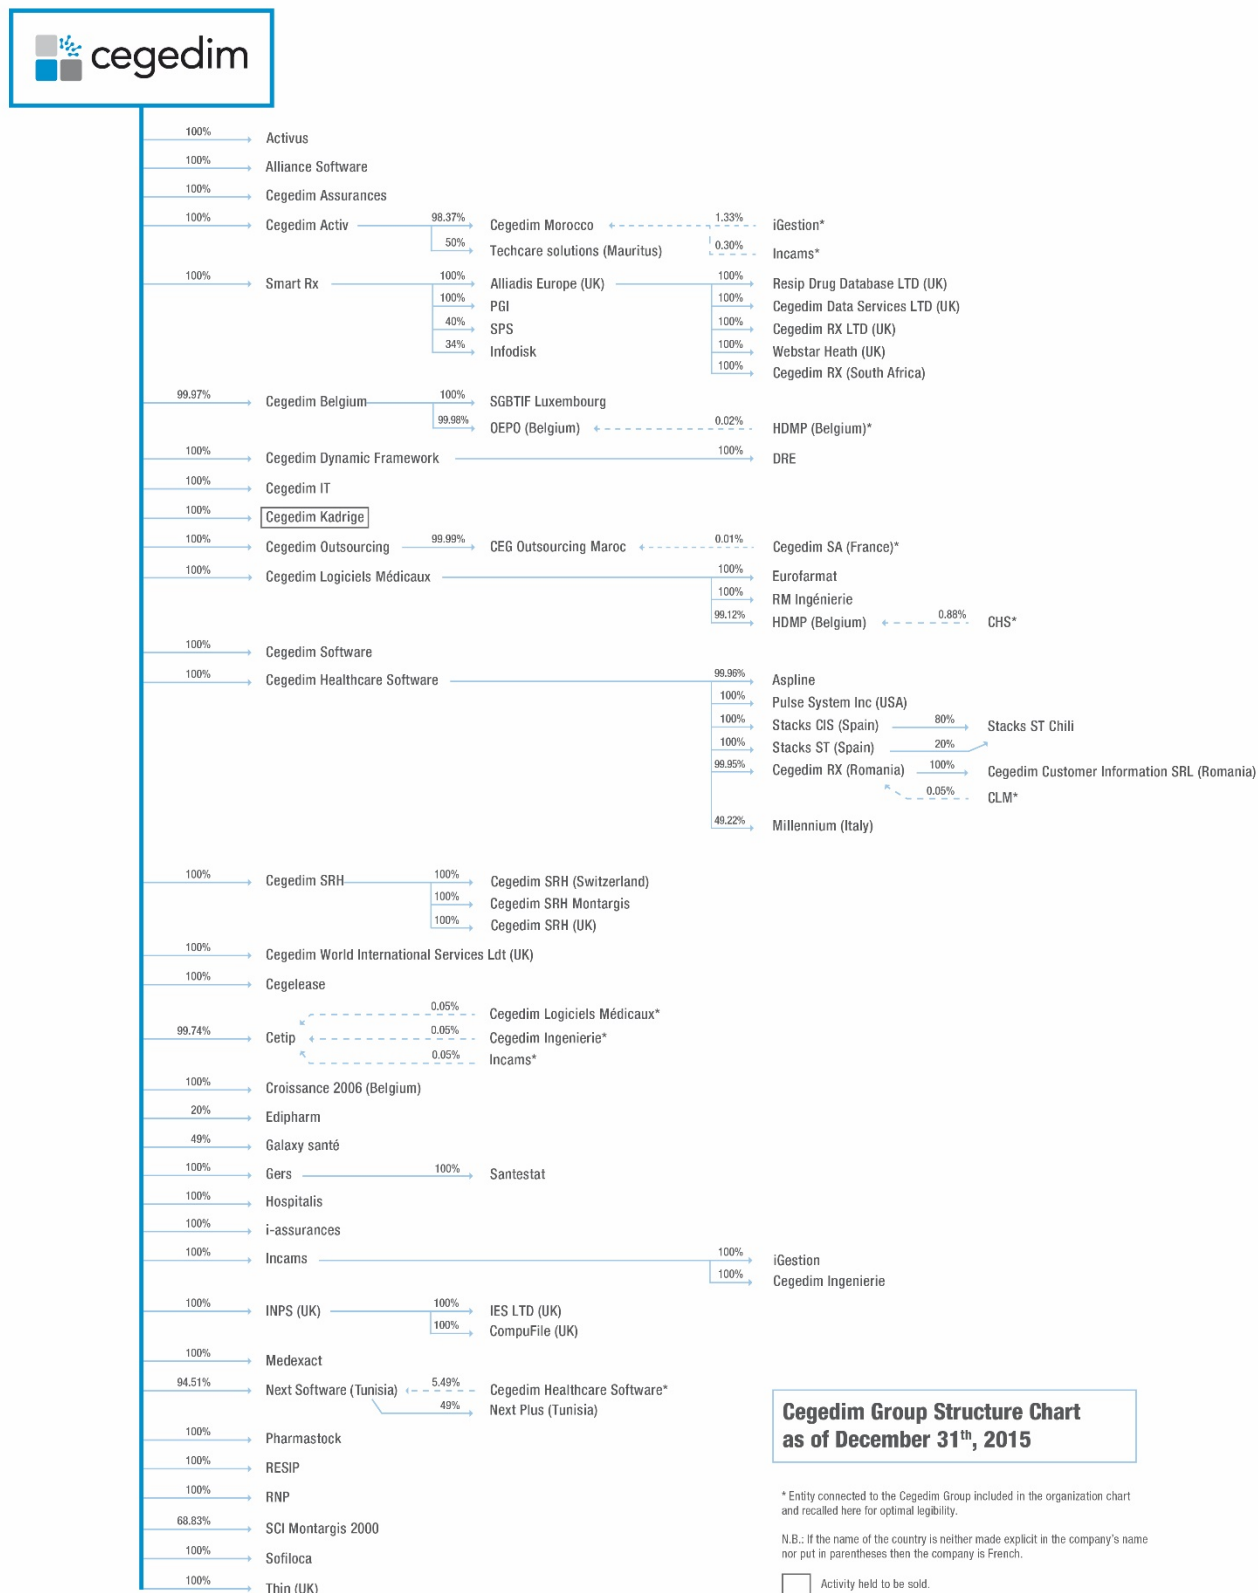 cegedim
100% Activus
100% Alliance Software
100% Cegedim Assurances
100% Cegedim Activ 98.37% Cegedim Morocco 1.33% iGestion*
50% Techcare solutions (Mauritus) 0.30% Incams*
100% Smart Rx 100% Alliadis Europe (UK) 100% Resip Drug Database LTD (UK)
100% PGI 100% Cegedim Data Services LTD (UK)
40% SPS 100% Cegedim RX LTD (UK)
34% Infodisk 100% Webstar Heath (UK)
100% Cegedim RX (South Africa)
99.97% Cegedim Belgium 100% SGBTIF Luxembourg
99.98% OEPO (Belgium) 0.02% HDMP (Belgium)*
100% Cegedim Dynamic Framework 100% DRE
100% Cegedim IT
100% Cegedim Kadrige
100% Cegedim Outsourcing 99.99% CEG Outsourcing Maroc 0.01% Cegedim SA (France)*
100% Cegedim Logiciels Médicaux 100% Eurofarmat
100% RM Ingénierie
99.12% HDMP (Belgium) 0.88% CHS*
100% Cegedim Software
100% Cegedim Healthcare Software 99.96% Aspline
100% Pulse System Inc (USA)
100% Stacks CIS (Spain) 80% Stacks ST Chili
100% Stacks ST (Spain) 20%
99.95% Cegedim RX (Romania) 100% Cegedim Customer Information SRL (Romania)
0.05% CLM*
49.22% Millennium (Italy)
100% Cegedim SRH 100% Cegedim SRH (Switzerland)
100% Cegedim SRH Montargis
100% Cegedim SRH (UK)
100% Cegedim World International Services Ldt (UK)
100% Cegelease
0.05% Cegedim Logiciels Médicaux*
99.74% Cetip 0.05% Cegedim Ingenierie*
0.05% Incams*
100% Croissance 2006 (Belgium)
20% Edipharm
49% Galaxy santé
100% Gers 100% Santestat
100% Hospitalis
100% i-assurances
100% Incams 100% iGestion
100% Cegedim Ingenierie
100% INPS (UK) 100% IES LTD (UK)
100% CompuFile (UK)
100% Medexact
94.51% Next Software (Tunisia) 5.49% Cegedim Healthcare Software*
49% Next Plus (Tunisia)
100% Pharmastock
100% RESIP
100% RNP
68.83% SCI Montargis 2000
100% Sofiloca
100% Thin (UK)
Cegedim Group Structure Chart
as of December 31th, 2015
* Entity connected to the Cegedim Group included in the organization chart
and recalled here for optimal legibility.
N.B.: If the name of the country is neither made explicit in the company's name
nor put in parentheses then the company is French.
Activity held to be sold.